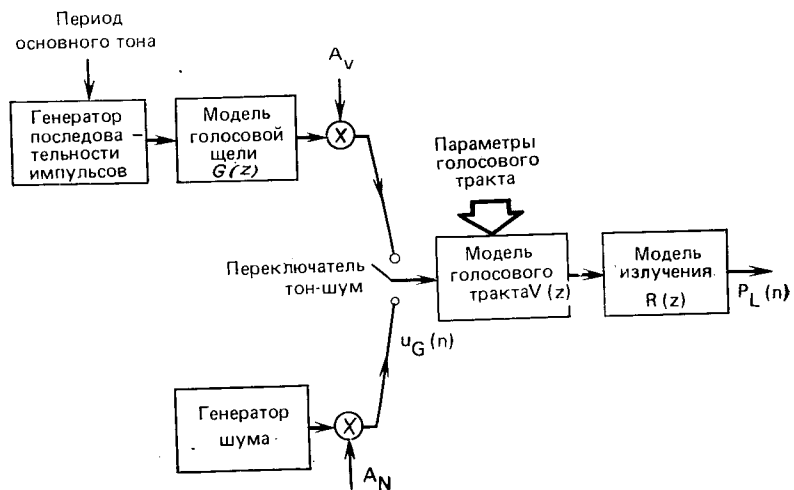 Период
основного тона
A_V
Генератор
последова-
тельности
импульсов
Модель
голосовой
щели
G(z)
X
Параметры
голосового
тракта
Переключатель
тон-шум
Модель
голосового
тракта V(z)
Модель
излучения
R(z)
P_L(n)
u_G(n)
Генератор
шума
X
A_N